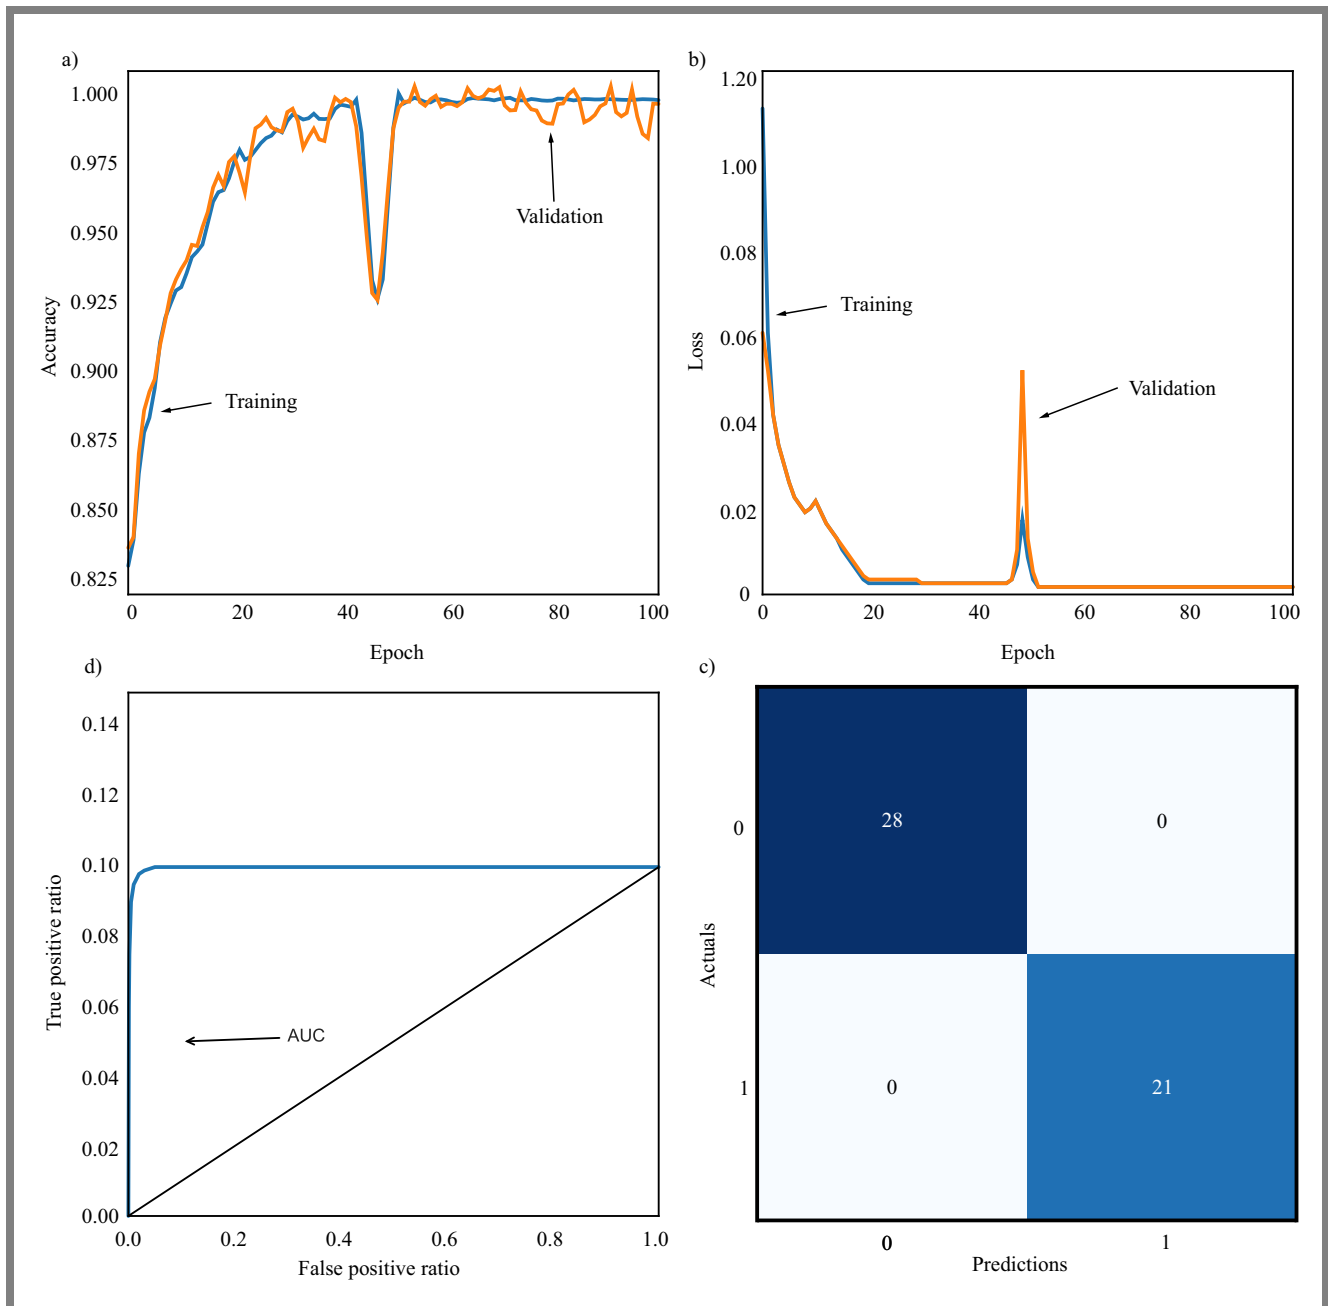 a)
1.000
0.975
0.950
0.925
0.900
0.875
0.850
0.825
Accuracy
Training
Validation
0 20 40 60 80 100
Epoch
b)
1.20
1.00
0.08
0.06
0.04
0.02
0
Loss
Training
Validation
0 20 40 60 80 100
Epoch
d)
0.14
0.12
0.10
0.08
0.06
0.04
0.02
0.00
True positive ratio
AUC
0.0 0.2 0.4 0.6 0.8 1.0
False positive ratio
c)
Actuals
0 28 0
1 0 21
0 1
Predictions